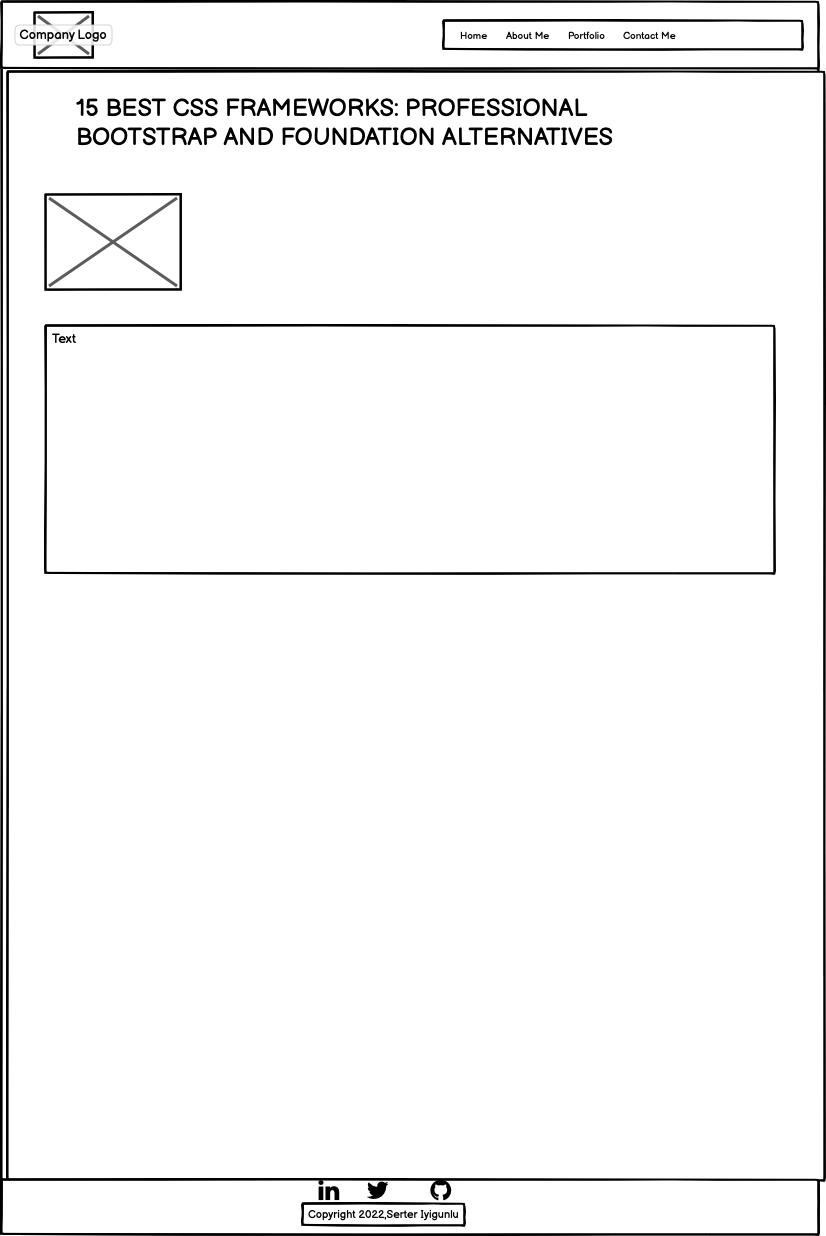 Company Logo
Home About Me Portfolio Contact Me
15 BEST CSS FRAMEWORKS: PROFESSIONAL
BOOTSTRAP AND FOUNDATION ALTERNATIVES
Text
in
Copyright 2022,Serter Iyigunlu